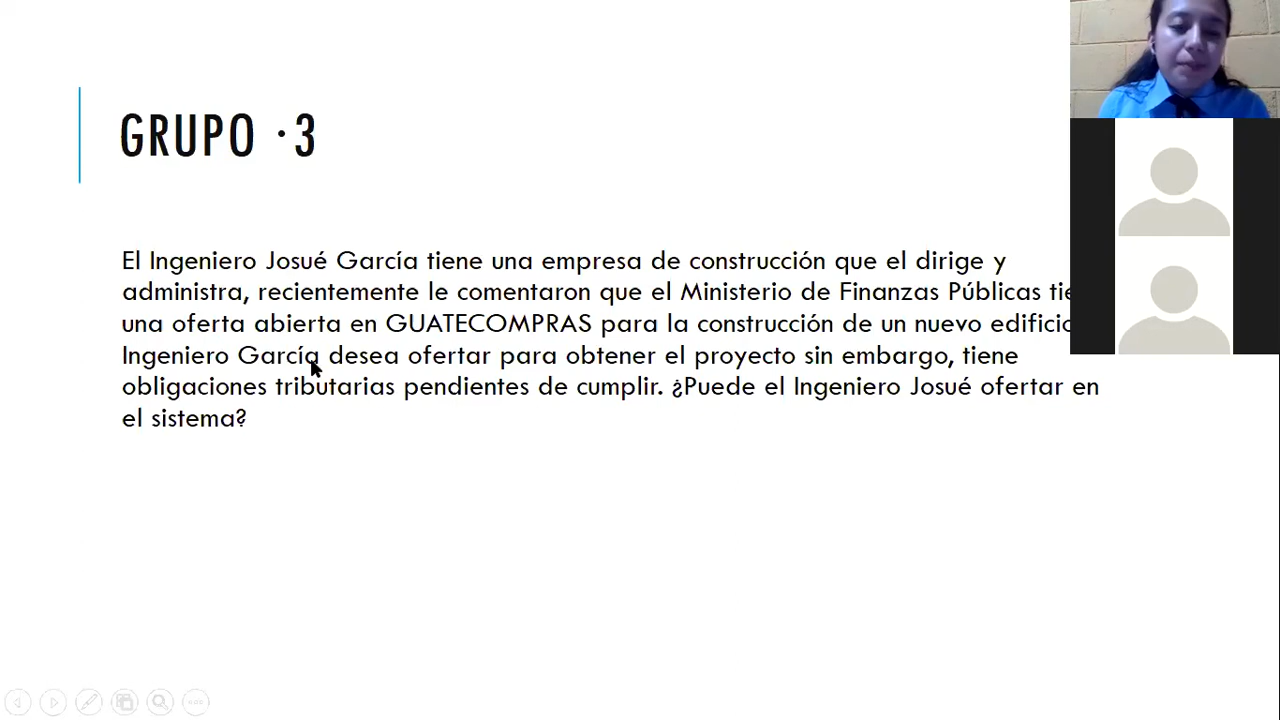 GRUPO ·3
El Ingeniero Josué García tiene una empresa de construcción que el dirige y
administra, recientemente le comentaron que el Ministerio de Finanzas Públicas
una oferta abierta en GUATECOMPRAS para la construcción de un nuevo edificio
Ingeniero García desea ofertar para obtener el proyecto sin embargo, tiene
obligaciones tributarias pendientes de cumplir. ¿Puede el Ingeniero Josué ofertar en
el sistema?